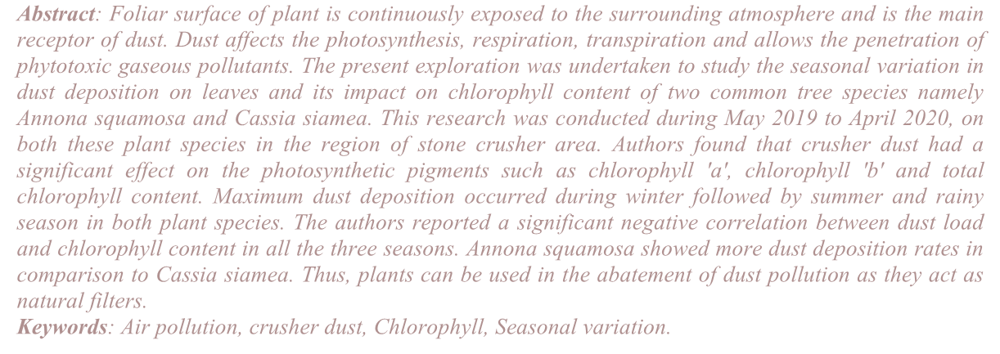 Abstract: Foliar surface of plant is continuously exposed to the surrounding atmosphere and is the main
receptor of dust. Dust affects the photosynthesis, respiration, transpiration and allows the penetration of
phytotoxic gaseous pollutants. The present exploration was undertaken to study the seasonal variation in
dust deposition on leaves and its impact on chlorophyll content of two common tree species namely
Annona squamosa and Cassia siamea. This research was conducted during May 2019 to April 2020, on
both these plant species in the region of stone crusher area. Authors found that crusher dust had a
significant effect on the photosynthetic pigments such as chlorophyll 'a', chlorophyll 'b' and total
chlorophyll content. Maximum dust deposition occurred during winter followed by summer and rainy
season in both plant species. The authors reported a significant negative correlation between dust load
and chlorophyll content in all the three seasons. Annona squamosa showed more dust deposition rates in
comparison to Cassia siamea. Thus, plants can be used in the abatement of dust pollution as they act as
natural filters.
Keywords: Air pollution, crusher dust, Chlorophyll, Seasonal variation.